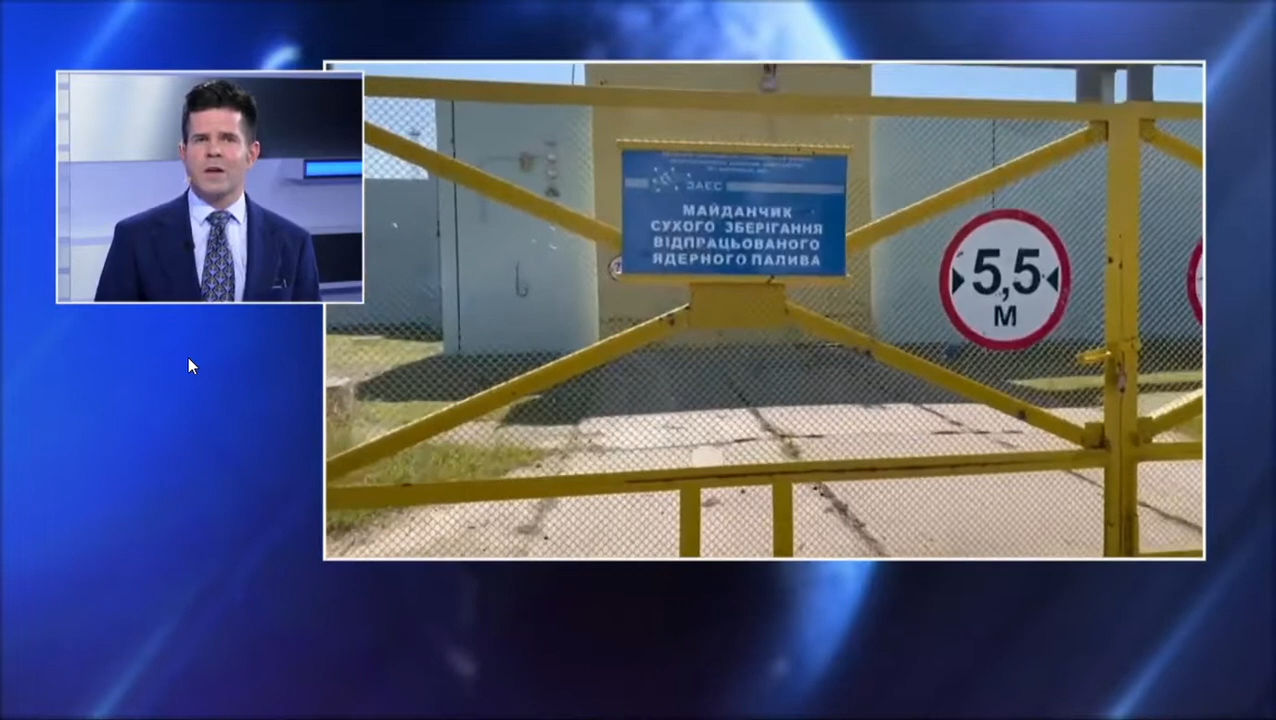 ЗАЕС
МАЙДАНЧИК
СУХОГО ЗБЕРІГАННЯ
ВІДПРАЦЬОВАНОГО
ЯДЕРНОГО ПАЛИВА
5,5
М